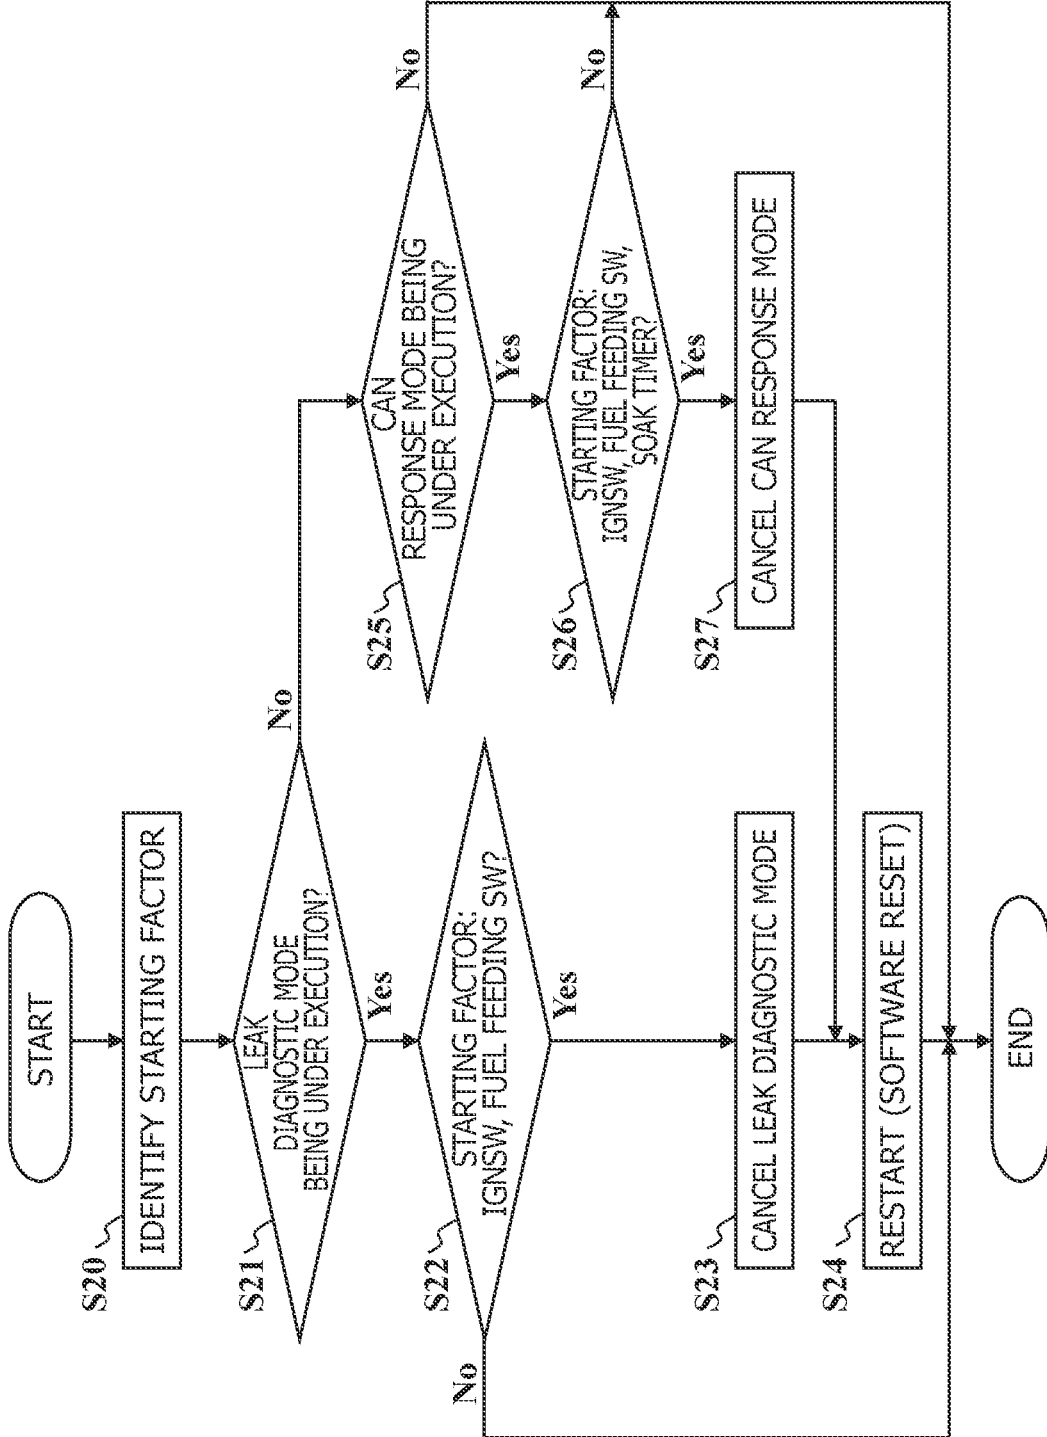 START
S20
IDENTIFY STARTING FACTOR
S21
LEAK
DIAGNOSTIC MODE
BEING UNDER EXECUTION?
No
Yes
S22
STARTING FACTOR:
IGNSW, FUEL FEEDING SW?
No
Yes
S23
CANCEL LEAK DIAGNOSTIC MODE
S24
RESTART (SOFTWARE RESET)
END
S25
CAN
RESPONSE MODE BEING
UNDER EXECUTION?
No
Yes
S26
STARTING FACTOR:
IGNSW, FUEL FEEDING SW,
SOAK TIMER?
No
Yes
S27
CANCEL CAN RESPONSE MODE